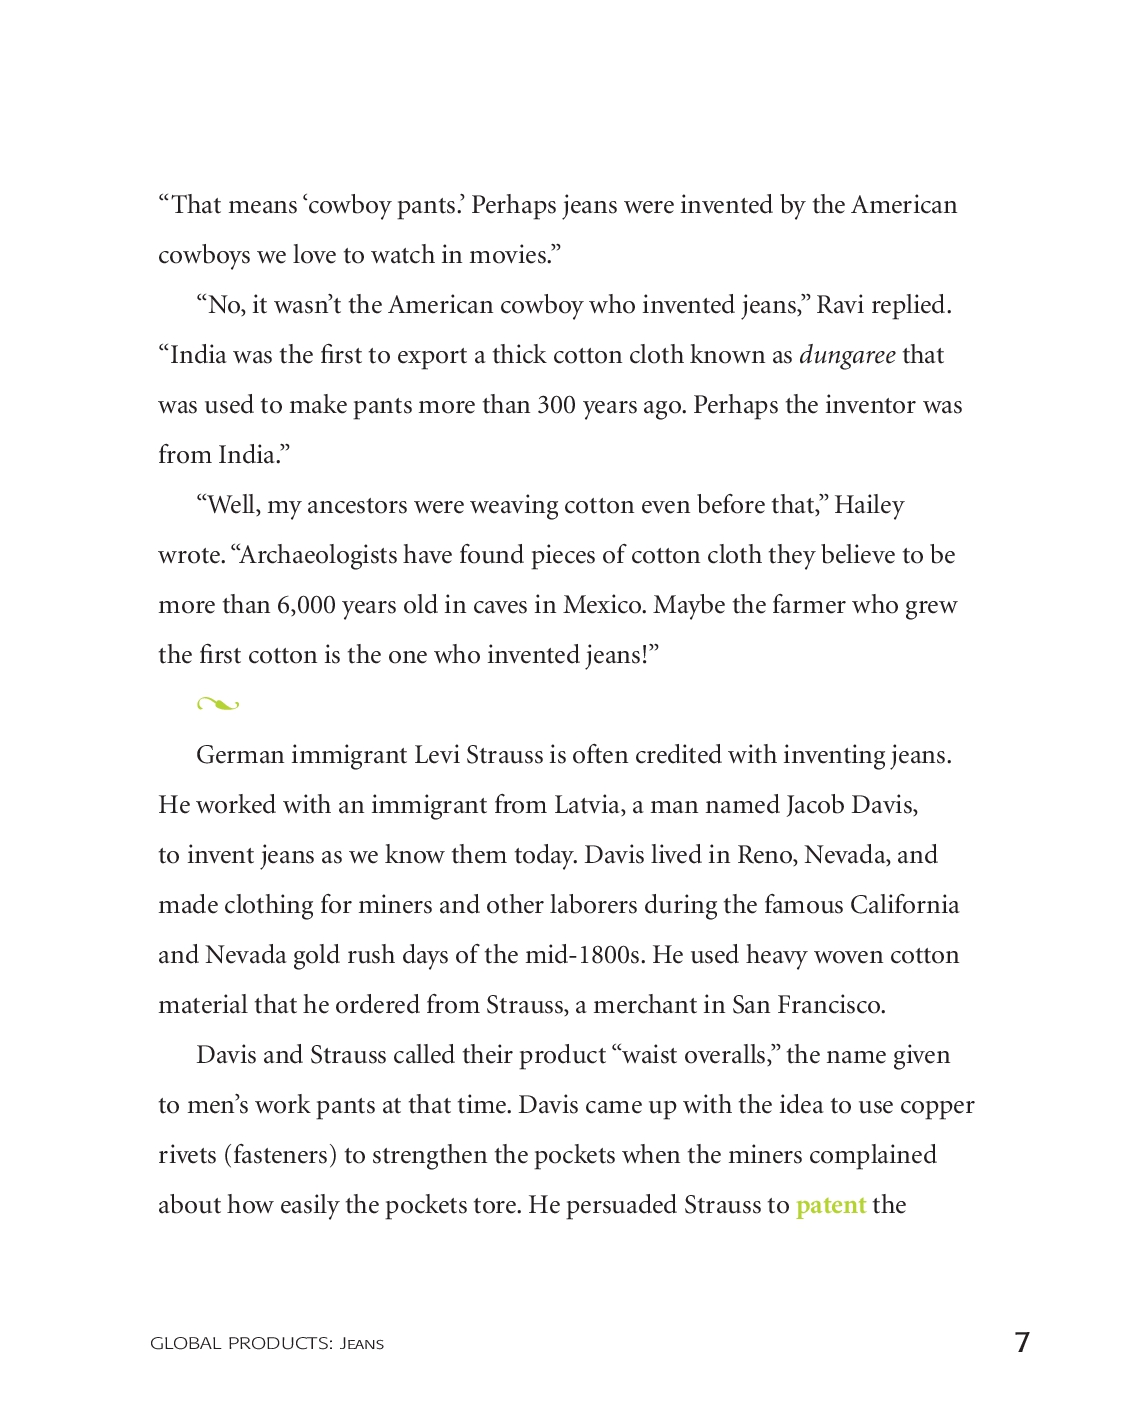 “That means ‘cowboy pants.’ Perhaps jeans were invented by the American
cowboys we love to watch in movies.”
“No, it wasn’t the American cowboy who invented jeans,” Ravi replied.
“India was the first to export a thick cotton cloth known as dungaree that
was used to make pants more than 300 years ago. Perhaps the inventor was
from India.”
“Well, my ancestors were weaving cotton even before that,” Hailey
wrote. “Archaeologists have found pieces of cotton cloth they believe to be
more than 6,000 years old in caves in Mexico. Maybe the farmer who grew
the first cotton is the one who invented jeans!”
German immigrant Levi Strauss is often credited with inventing jeans.
He worked with an immigrant from Latvia, a man named Jacob Davis,
to invent jeans as we know them today. Davis lived in Reno, Nevada, and
made clothing for miners and other laborers during the famous California
and Nevada gold rush days of the mid-1800s. He used heavy woven cotton
material that he ordered from Strauss, a merchant in San Francisco.
Davis and Strauss called their product “waist overalls,” the name given
to men’s work pants at that time. Davis came up with the idea to use copper
rivets (fasteners) to strengthen the pockets when the miners complained
about how easily the pockets tore. He persuaded Strauss to patent the
GLOBAL PRODUCTS: Jeans 7